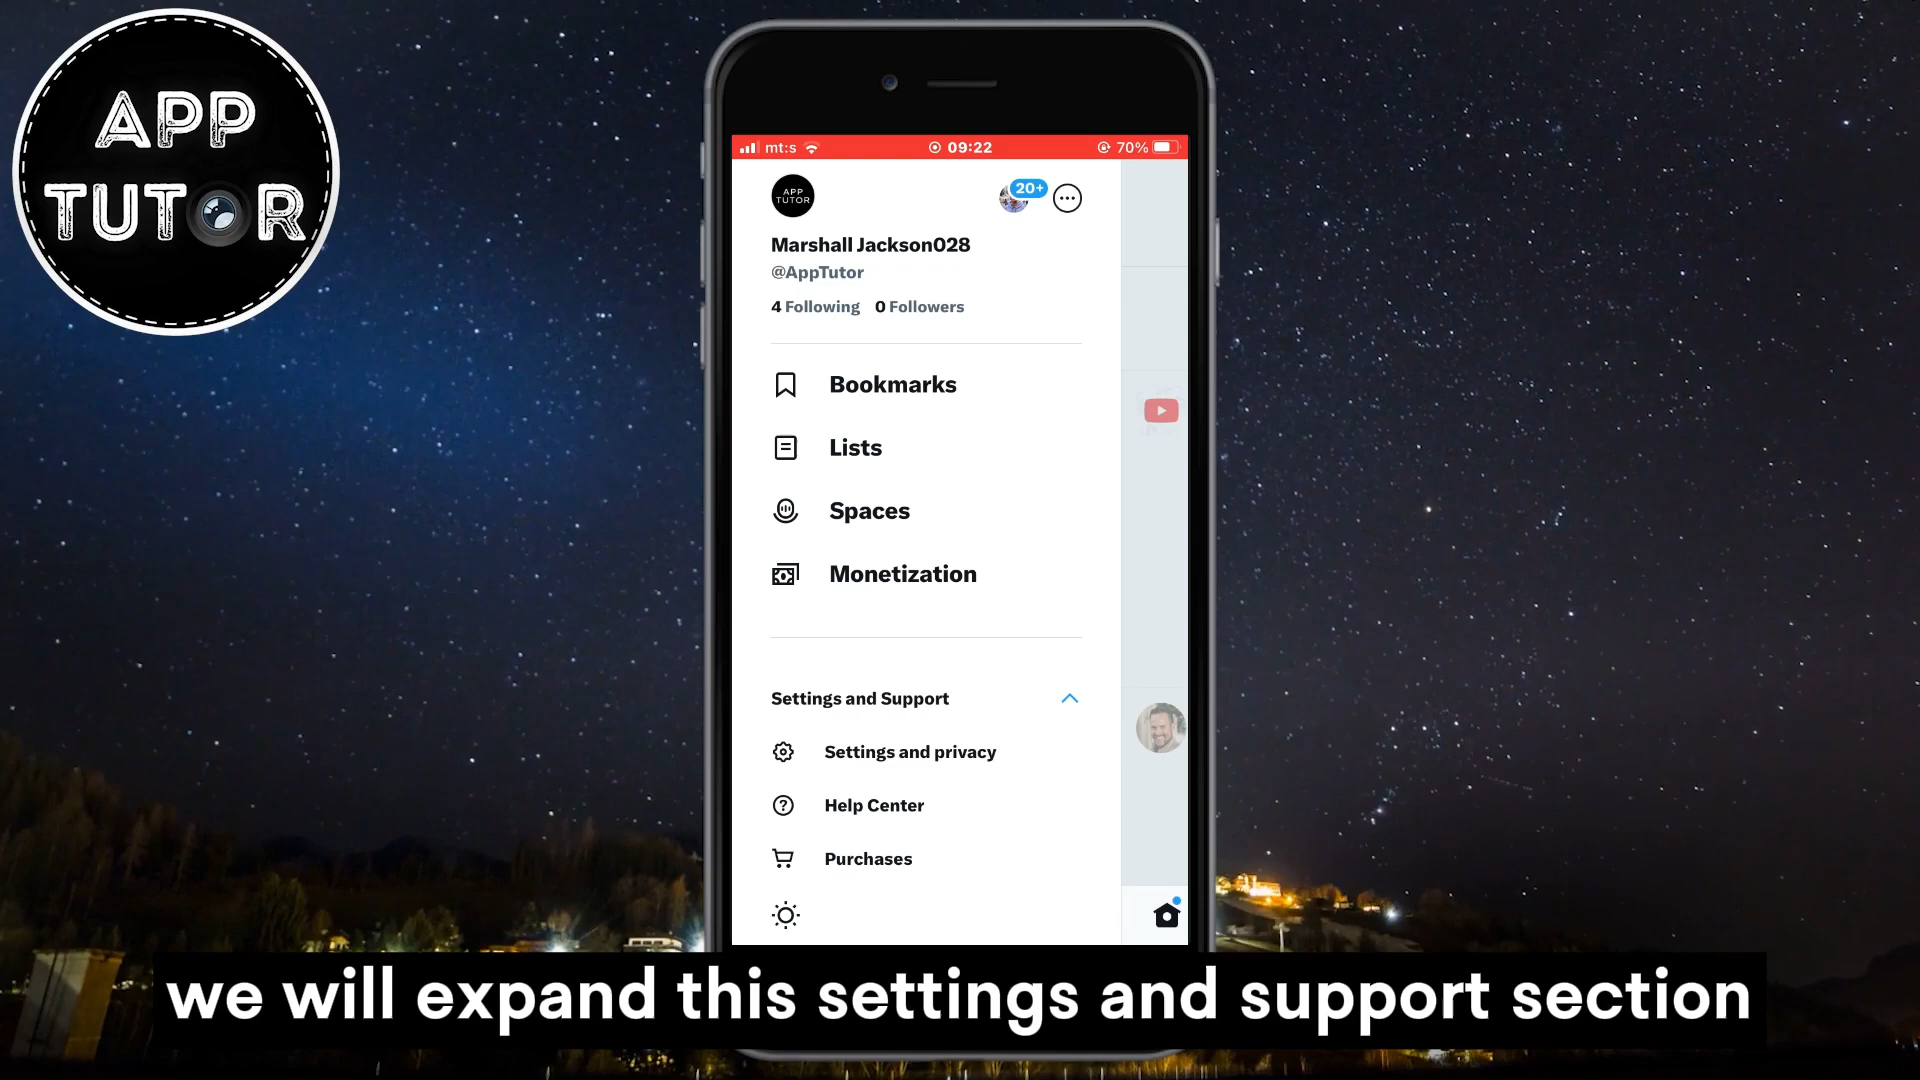 APP
TUTOR
mt:s 09:22 70%
APP
TUTOR
20+
Marshall Jackson028
@AppTutor
4 Following 0 Followers
Bookmarks
Lists
Spaces
Monetization
Settings and Support
Settings and privacy
Help Center
Purchases
we will expand this settings and support section